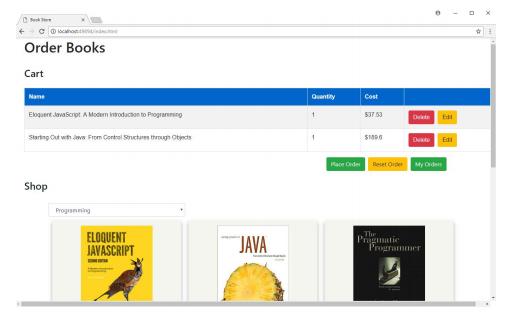 Book Store
localhost:49094/index.html
Order Books
Cart
Name Quantity Cost
Eloquent JavaScript: A Modern Introduction to Programming 1 $37.53 Delete Edit
Starting Out with Java: From Control Structures through Objects 1 $189.6 Delete Edit
Place Order Reset Order My Orders
Shop
Programming
ELOQUENT
JAVASCRIPT
SECOND EDITION
JAVA
The
Pragmatic
Programmer